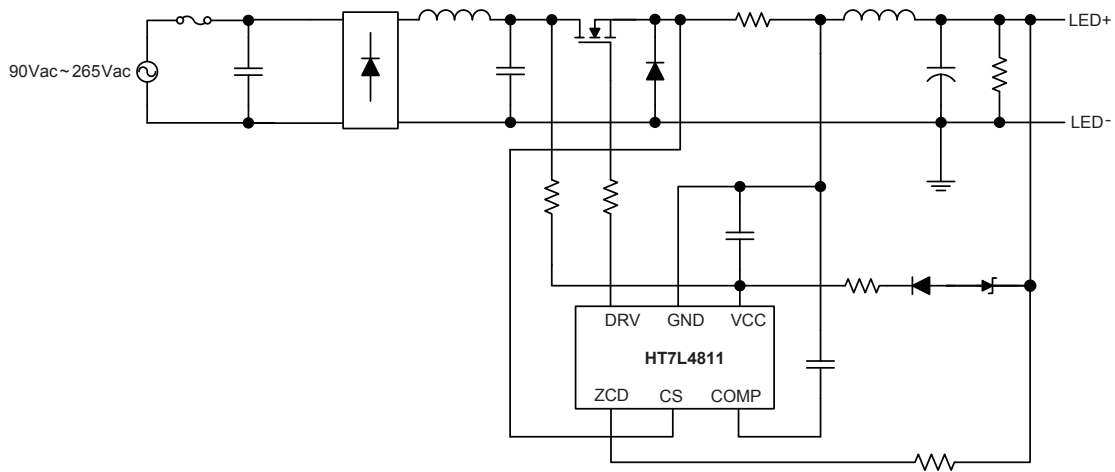 LED+
90Vac~265Vac
LED-
DRV GND VCC
HT7L4811
ZCD CS COMP